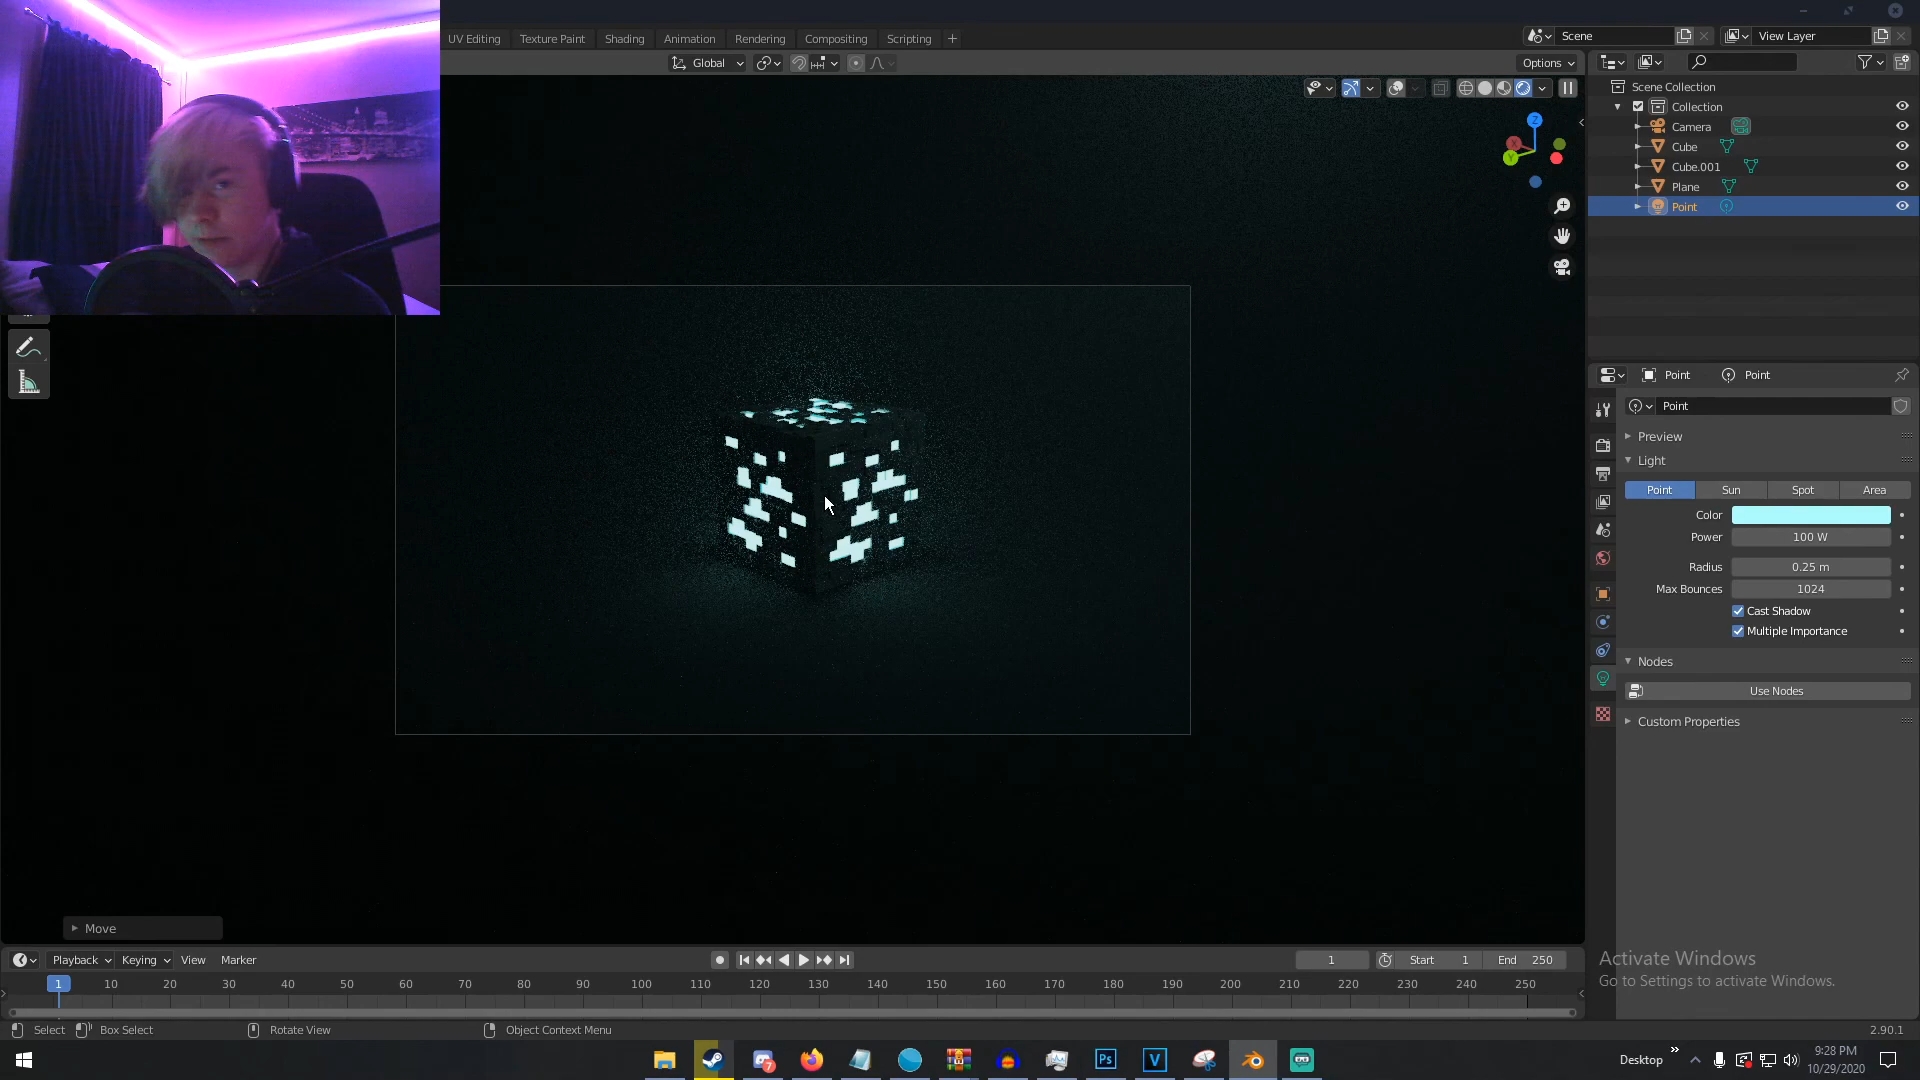 UV Editing Texture Paint Shading Animation Rendering Compositing Scripting +
Scene View Layer
Global Options
Scene Collection
Collection
Camera
Cube
Cube.001
Plane
Point
Z
Y
Point Point
Point
Preview
Light
Point Sun Spot Area
Color
Power 100 W
Radius 0.25 m
Max Bounces 1024
Cast Shadow
Multiple Importance
Nodes
Use Nodes
Custom Properties
Move
Playback Keying View Marker 1 Start 1 End 250
1 10 20 30 40 50 60 70 80 90 100 110 120 130 140 150 160 170 180 190 200 210 220 230 240 250
Activate Windows
Go to Settings to activate Windows.
Select Box Select Rotate View Object Context Menu 2.90.1
7 Ps V Desktop 9:28 PM
10/29/2020